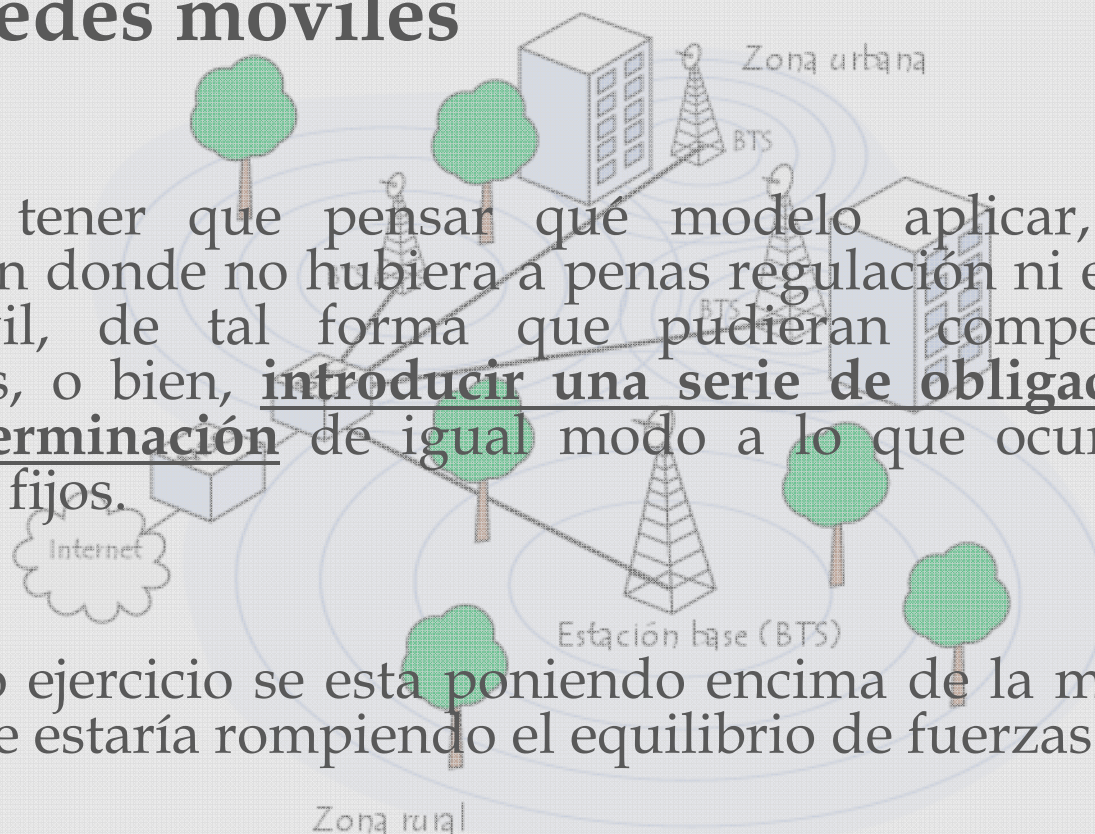 edes móviles
Zona urbana
BTS
tener que pensar qué modelo aplicar,
n donde no hubiera a penas regulación ni e
il, de tal forma que pudieran compe
s, o bien, introducir una serie de obligac
erminación de igual modo a lo que ocur
fijos.
BTS
BTS
Internet
Estación base (BTS)
o ejercicio se esta poniendo encima de la m
e estaría rompiendo el equilibrio de fuerzas
Zona rural